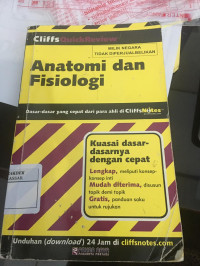 CliffsQuickReview
MILIK NEGARA
TIDAK DIPERJUALBELIKAN
Anatomi dan
Fisiologi
Dasar-dasar yang cepat dari para ahli di CliffsNotes
Kuasai dasar-
dasarnya
dengan cepat
Lengkap, meliputi konsep-
konsep inti
Mudah diterima, disusun
topik demi topik
Gratis, panduan saku
untuk rujukan
Unduhan (download) 24 Jam di cliffsnotes.com